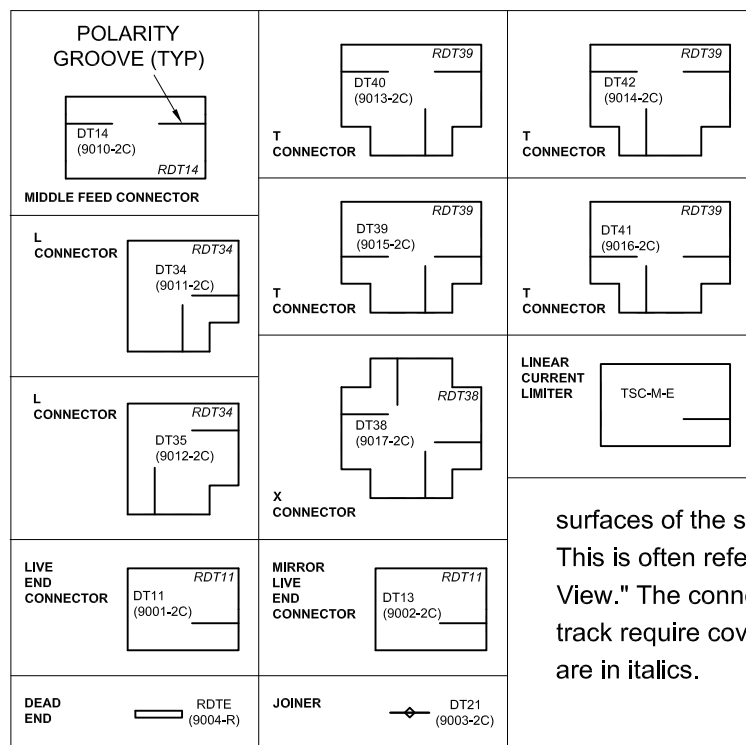 POLARITY
GROOVE (TYP)
DT14
(9010-2C)
RDT14
MIDDLE FEED CONNECTOR
RDT39
DT40
(9013-2C)
T
CONNECTOR
RDT39
DT42
(9014-2C)
T
CONNECTOR
L
CONNECTOR
RDT34
DT34
(9011-2C)
RDT39
DT39
(9015-2C)
T
CONNECTOR
RDT39
DT41
(9016-2C)
T
CONNECTOR
L
CONNECTOR
RDT34
DT35
(9012-2C)
RDT38
DT38
(9017-2C)
X
CONNECTOR
LINEAR
CURRENT
LIMITER
TSC-M-E
LIVE
END
CONNECTOR
RDT11
DT11
(9001-2C)
MIRROR
LIVE
END
CONNECTOR
RDT11
DT13
(9002-2C)
DEAD
END
RDTE
(9004-R)
JOINER
DT21
(9003-2C)
surfaces of the s
This is often refe
View." The conne
track require cov
are in italics.